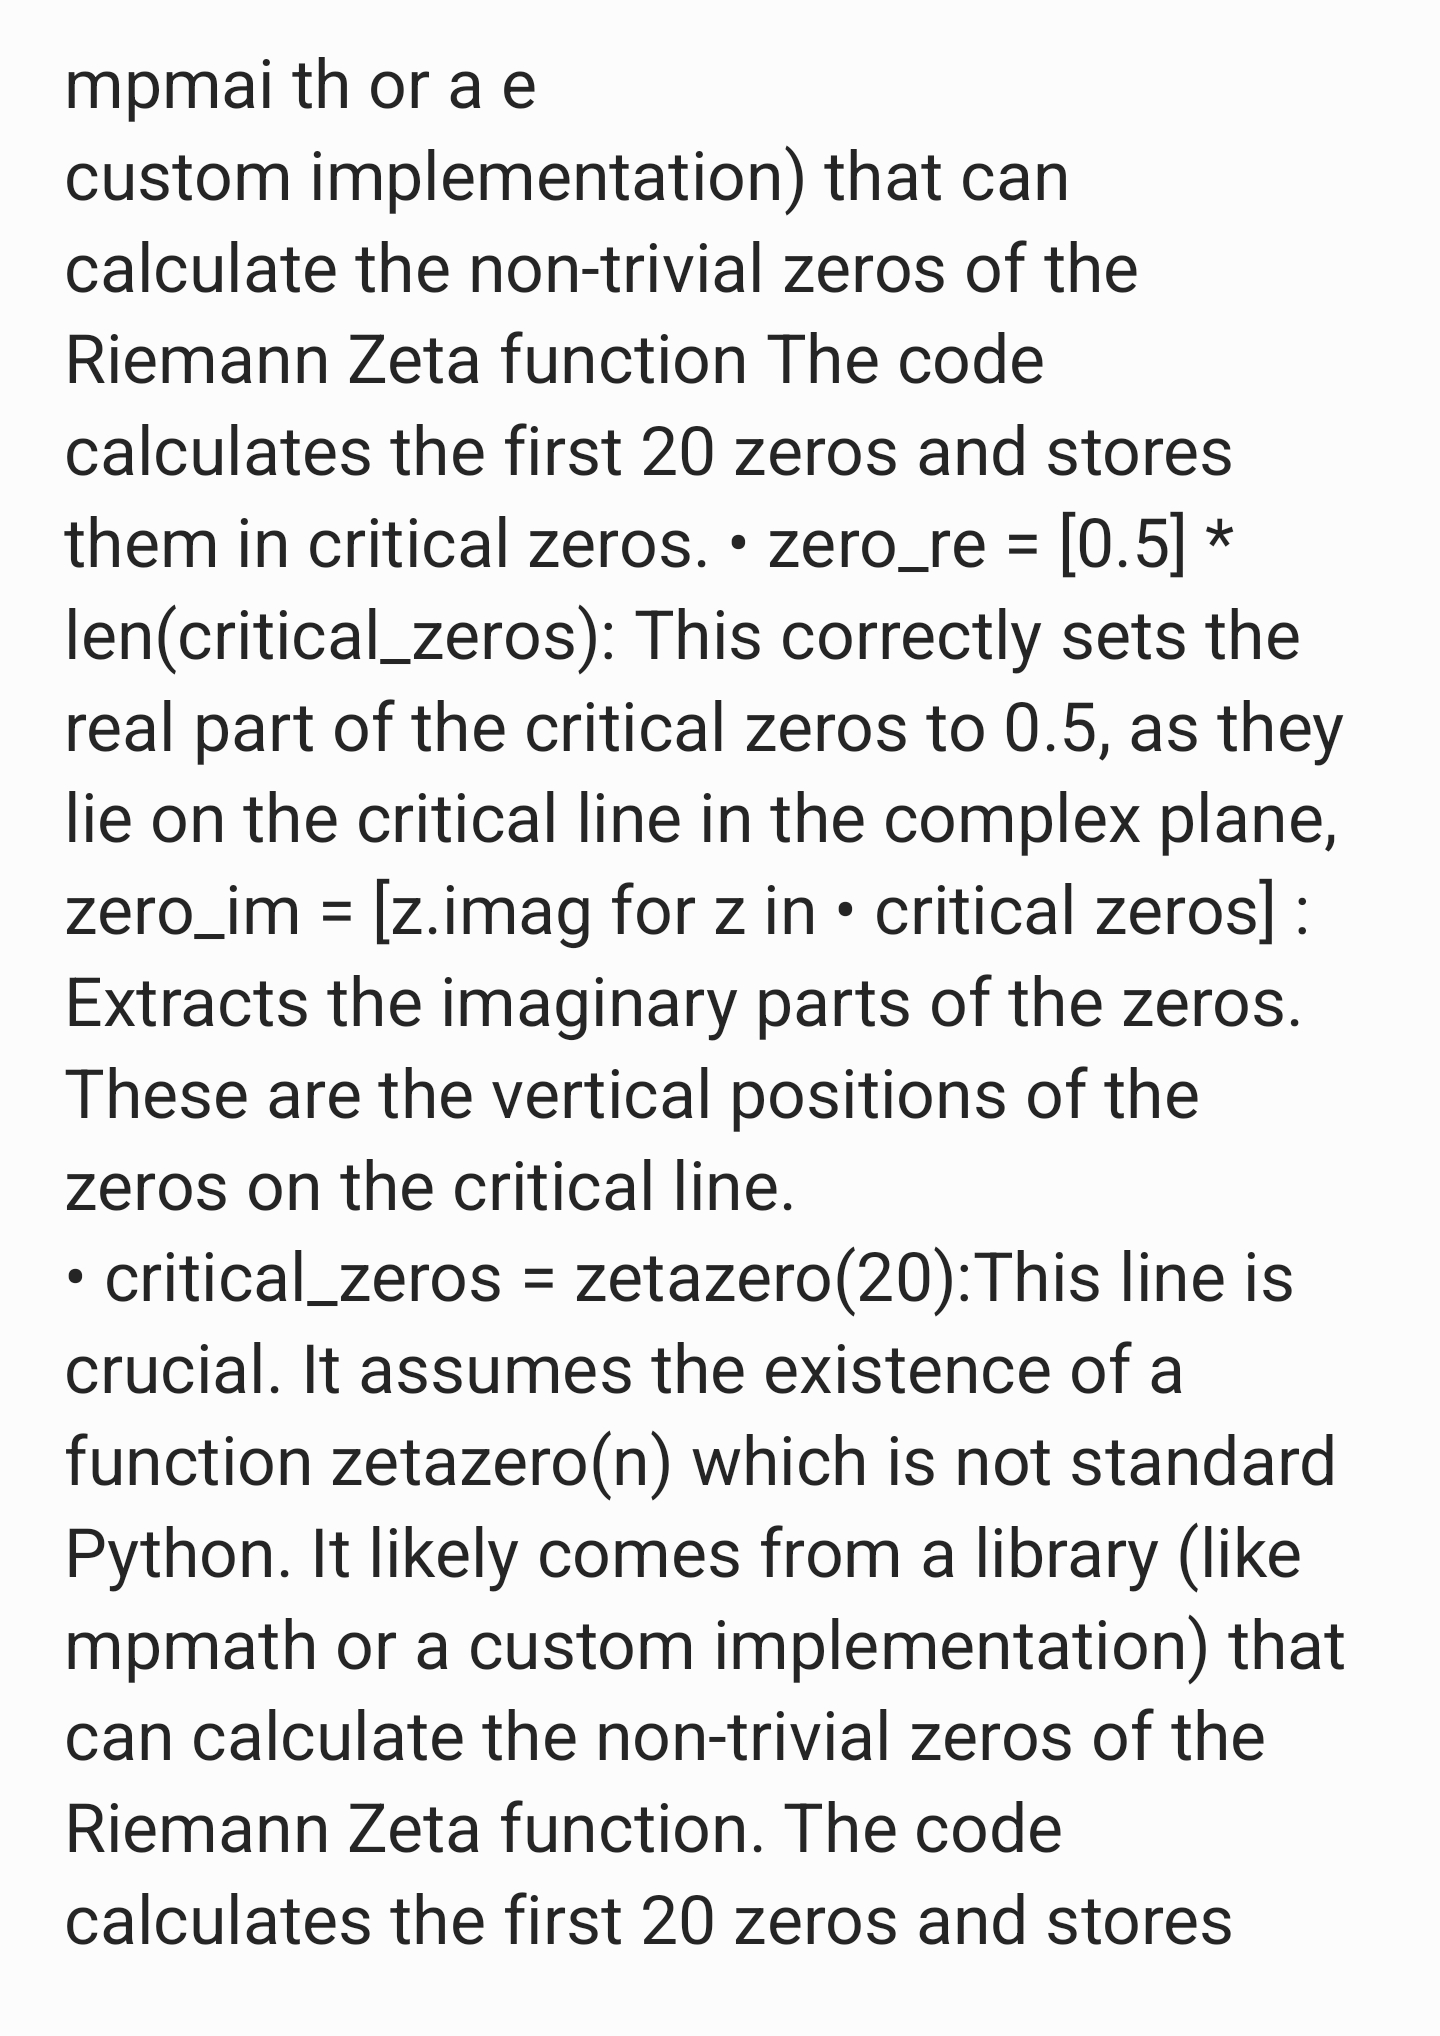 mpmai th or a e
custom implementation) that can
calculate the non-trivial zeros of the
Riemann Zeta function The code
calculates the first 20 zeros and stores
them in critical zeros. • zero_re = [0.5] *
len(critical_zeros): This correctly sets the
real part of the critical zeros to 0.5, as they
lie on the critical line in the complex plane,
zero_im = [z.imag for z in • critical zeros] :
Extracts the imaginary parts of the zeros.
These are the vertical positions of the
zeros on the critical line.
• critical_zeros = zetazero(20):This line is
crucial. It assumes the existence of a
function zetazero(n) which is not standard
Python. It likely comes from a library (like
mpmath or a custom implementation) that
can calculate the non-trivial zeros of the
Riemann Zeta function. The code
calculates the first 20 zeros and stores